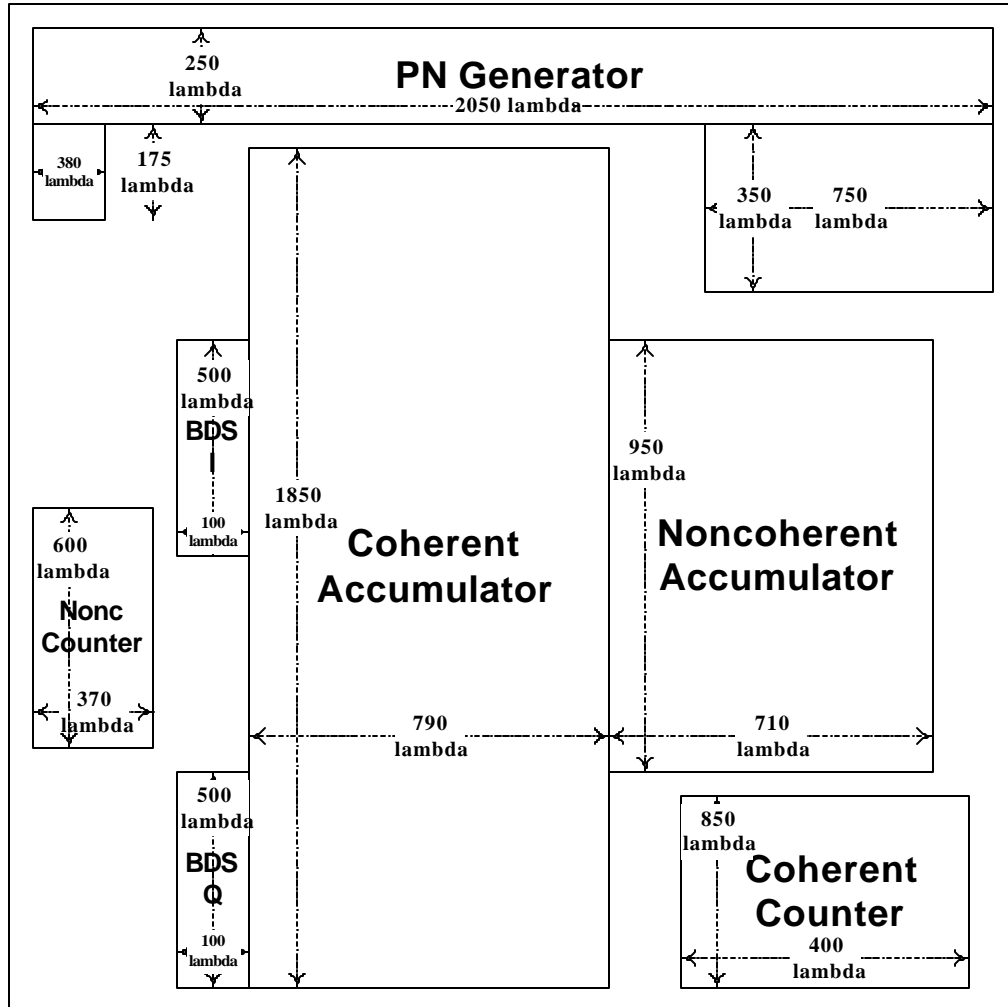 250
lambda
PN Generator
2050 lambda
380
lambda
175
lambda
350
lambda
750
lambda
500
lambda
BDS
I
100
lambda
950
lambda
1850
lambda
Coherent
Accumulator
Noncoherent
Accumulator
600
lambda
Nonc
Counter
370
lambda
790
lambda
710
lambda
500
lambda
BDS
Q
100
lambda
850
lambda
Coherent
Counter
400
lambda